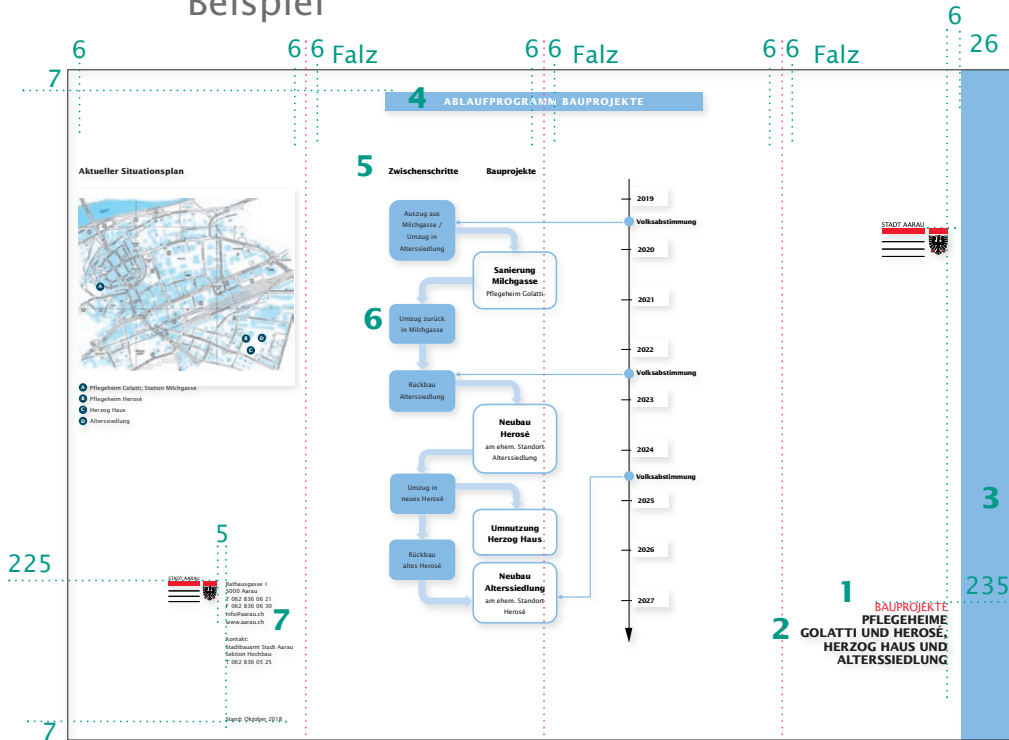 Beispiel
6
6 6 Falz
6 6 Falz
6 6 Falz
6
26
7
4 ABLAUFPROGRAMM BAUPROJEKTE
Aktueller Situationsplan
A
B
D
C
A Pflegeheim Golatti, Station Milchgasse
B Pflegeheim Herosé
C Herzog Haus
D Alterssiedlung
5
225
STADT AARAU
Rathausgasse 1
5000 Aarau
T 062 836 06 21
F 062 836 06 30
info@aarau.ch
www.aarau.ch
7
Kontakt:
Stadtbauamt Stadt Aarau
Sektion Hochbau
T 062 836 05 25
Stand: Oktober 2018
7
5 Zwischenschritte Bauprojekte
Auszug aus
Milchgasse /
Umzug in
Alterssiedlung
Sanierung
Milchgasse
Pflegeheim Golatti
6
Umzug zurück
in Milchgasse
Rückbau
Alterssiedlung
Neubau
Herosé
am ehem. Standort
Alterssiedlung
Umzug in
neues Herosé
Umnutzung
Herzog Haus
Rückbau
altes Herosé
Neubau
Alterssiedlung
am ehem. Standort
Herosé
2019
Volksabstimmung
2020
2021
2022
Volksabstimmung
2023
2024
Volksabstimmung
2025
2026
2027
STADT AARAU
3
1
235
BAUPROJEKTE
2 PFLEGEHEIME
GOLATTI UND HEROSÉ,
HERZOG HAUS UND
ALTERSSIEDLUNG